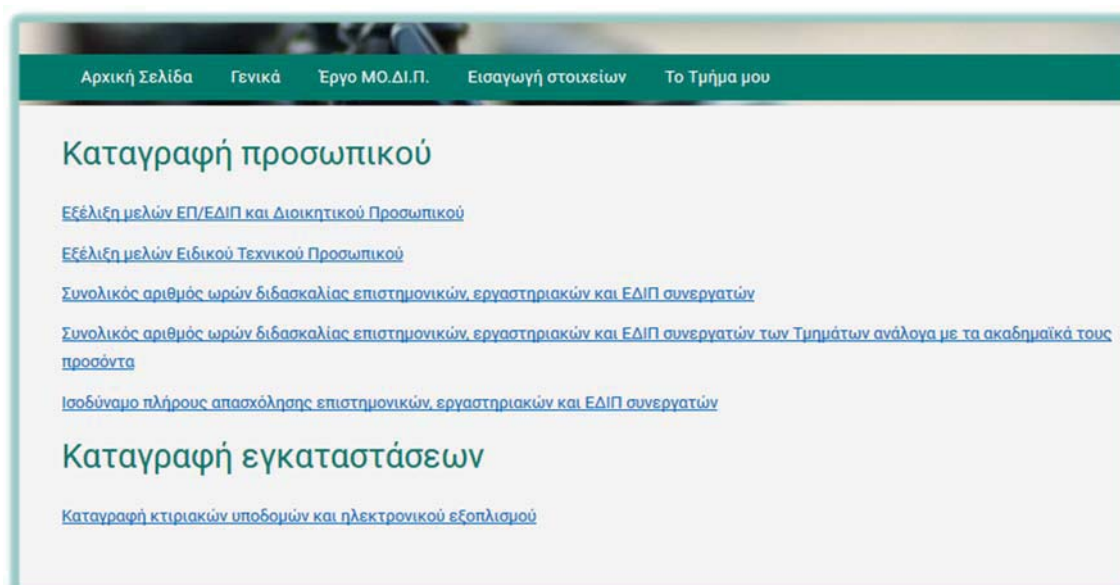 Αρχική Σελίδα Γενικά Έργο ΜΟ.ΔΙ.Π. Εισαγωγή στοιχείων Το Τμήμα μου
Καταγραφή προσωπικού
Εξέλιξη μελών ΕΠ/ΕΔΙΠ και Διοικητικού Προσωπικού
Εξέλιξη μελών Ειδικού Τεχνικού Προσωπικού
Συνολικός αριθμός ωρών διδασκαλίας επιστημονικών, εργαστηριακών και ΕΔΙΠ συνεργατών
Συνολικός αριθμός ωρών διδασκαλίας επιστημονικών, εργαστηριακών και ΕΔΙΠ συνεργατών των Τμημάτων ανάλογα με τα ακαδημαϊκά τους
προσόντα
Ισοδύναμο πλήρους απασχόλησης επιστημονικών, εργαστηριακών και ΕΔΙΠ συνεργατών
Καταγραφή εγκαταστάσεων
Καταγραφή κτιριακών υποδομών και ηλεκτρονικού εξοπλισμού